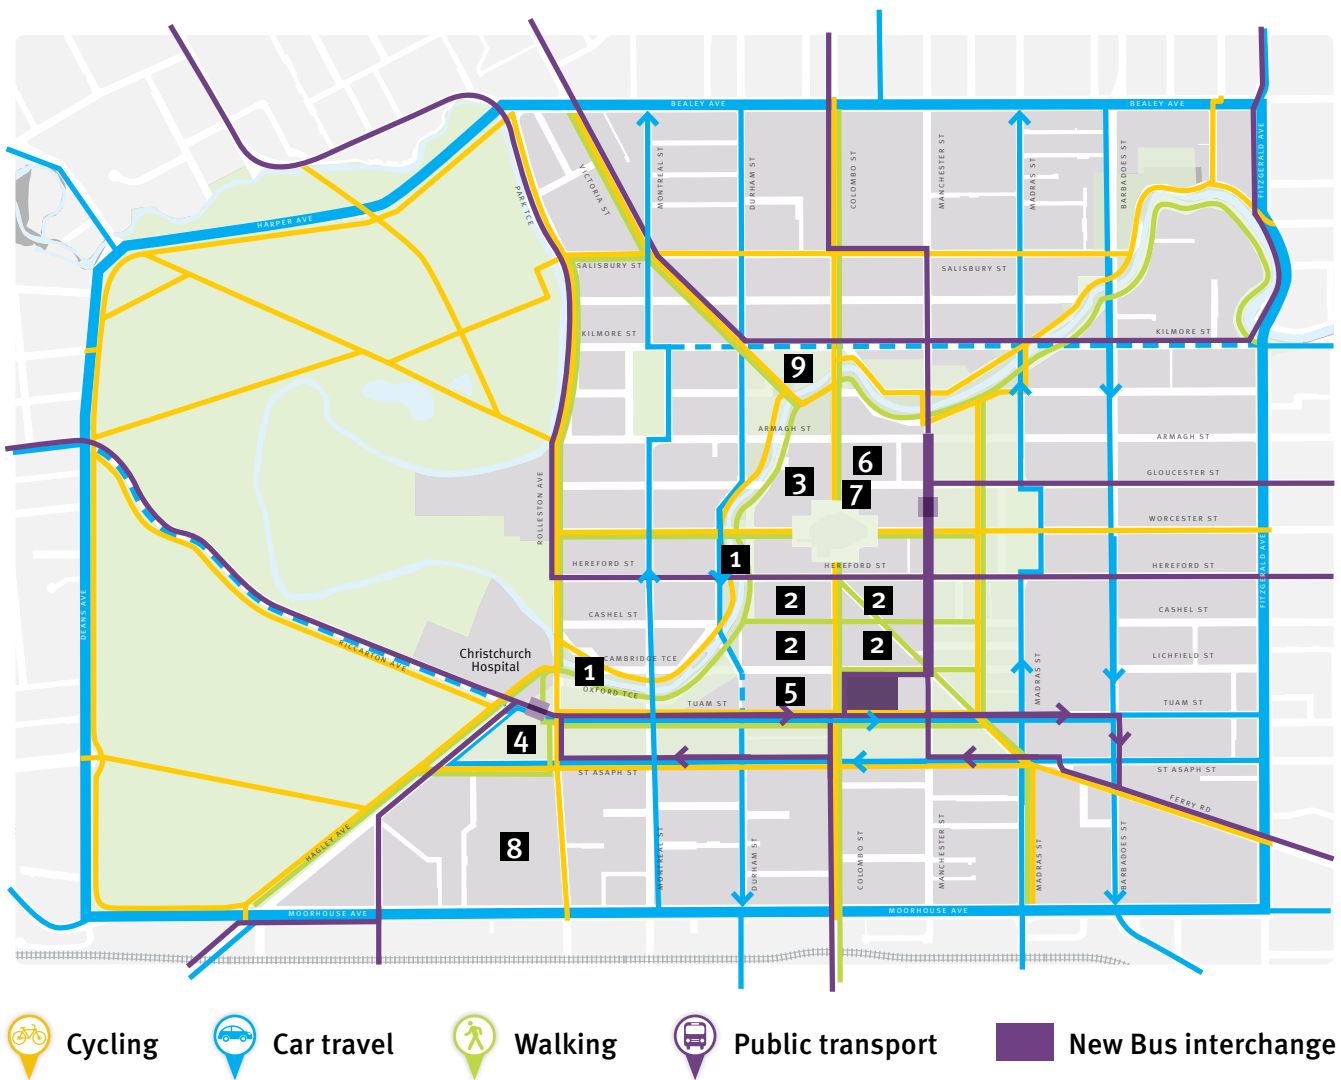 BEALEY AVE
BEALEY AVE
FITZGERALD AVE
HARPER AVE
PARK TCE
VICTORIA ST
MONTREAL ST
DURHAM ST
COLOMBO ST
MANCHESTER ST
MADRAS ST
BARBADOES ST
SALISBURY ST
SALISBURY ST
KILMORE ST
KILMORE ST
9
ARMAGH ST
ARMAGH ST
6
GLOUCESTER ST
3
7
ROLLESTON AVE
WORCESTER ST
1
HEREFORD ST
HEREFORD ST
HEREFORD ST
FITZGERALD AVE
DEANS AVE
2
2
CASHEL ST
CASHEL ST
RICCARTON AVE
Christchurch
Hospital
2
2
CAMBRIDGE TCE
LICHFIELD ST
1
OXFORD TCE
5
MADRAS ST
TUAM ST
TUAM ST
4
ST ASAPH ST
ST ASAPH ST
FERRY RD
HAGLEY AVE
8
MONTREAL ST
DURHAM ST
COLOMBO ST
MANCHESTER ST
MADRAS ST
BARBADOES ST
MOORHOUSE AVE
MOORHOUSE AVE
Cycling
Car travel
Walking
Public transport
New Bus interchange